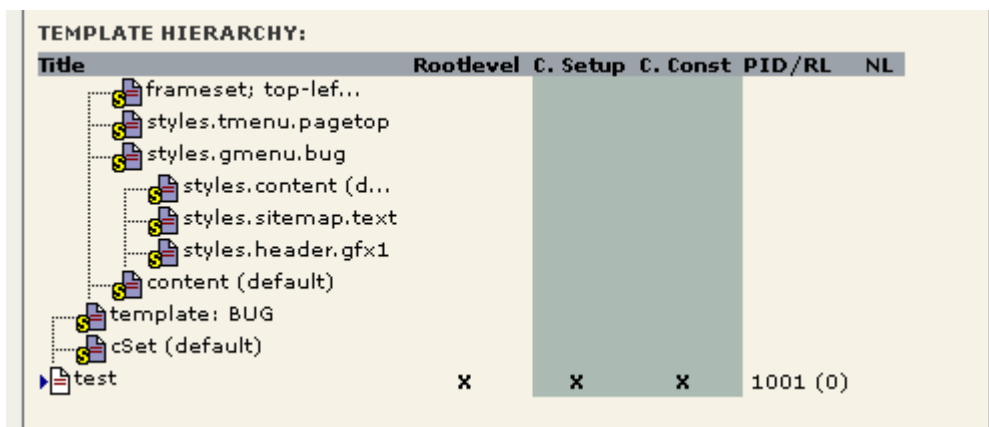 TEMPLATE HIERARCHY:
Title Rootlevel C. Setup C. Const PID/RL NL
frameset; top-lef...
styles.tmenu.pagetop
styles.gmenu.bug
styles.content (d...
styles.sitemap.text
styles.header.gfx1
content (default)
template: BUG
cSet (default)
test x x x 1001 (0)